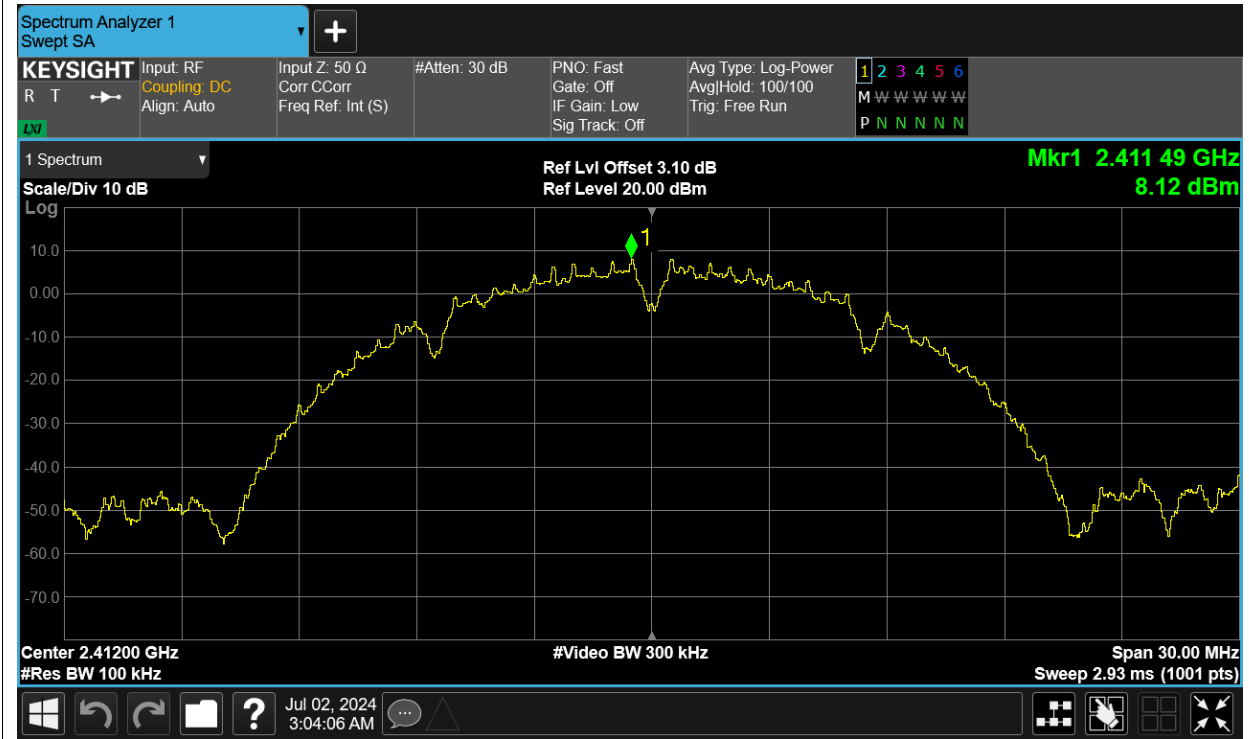 Spectrum Analyzer 1
Swept SA
KEYSIGHT
R T
LXI
Input: RF
Coupling: DC
Align: Auto
Input Z: 50 Ω
Corr CCorr
Freq Ref: Int (S)
#Atten: 30 dB
PNO: Fast
Gate: Off
IF Gain: Low
Sig Track: Off
Avg Type: Log-Power
Avg|Hold: 100/100
Trig: Free Run
1 2 3 4 5 6
M W W W W W
P N N N N N N
1 Spectrum
Scale/Div 10 dB
Ref Lvl Offset 3.10 dB
Ref Level 20.00 dBm
Mkr1 2.411 49 GHz
8.12 dBm
Log
1
10.0
0.00
-10.0
-20.0
-30.0
-40.0
-50.0
-60.0
-70.0
Center 2.41200 GHz
#Video BW 300 kHz
Span 30.00 MHz
#Res BW 100 kHz
Sweep 2.93 ms (1001 pts)
?
Jul 02, 2024
3:04:06 AM